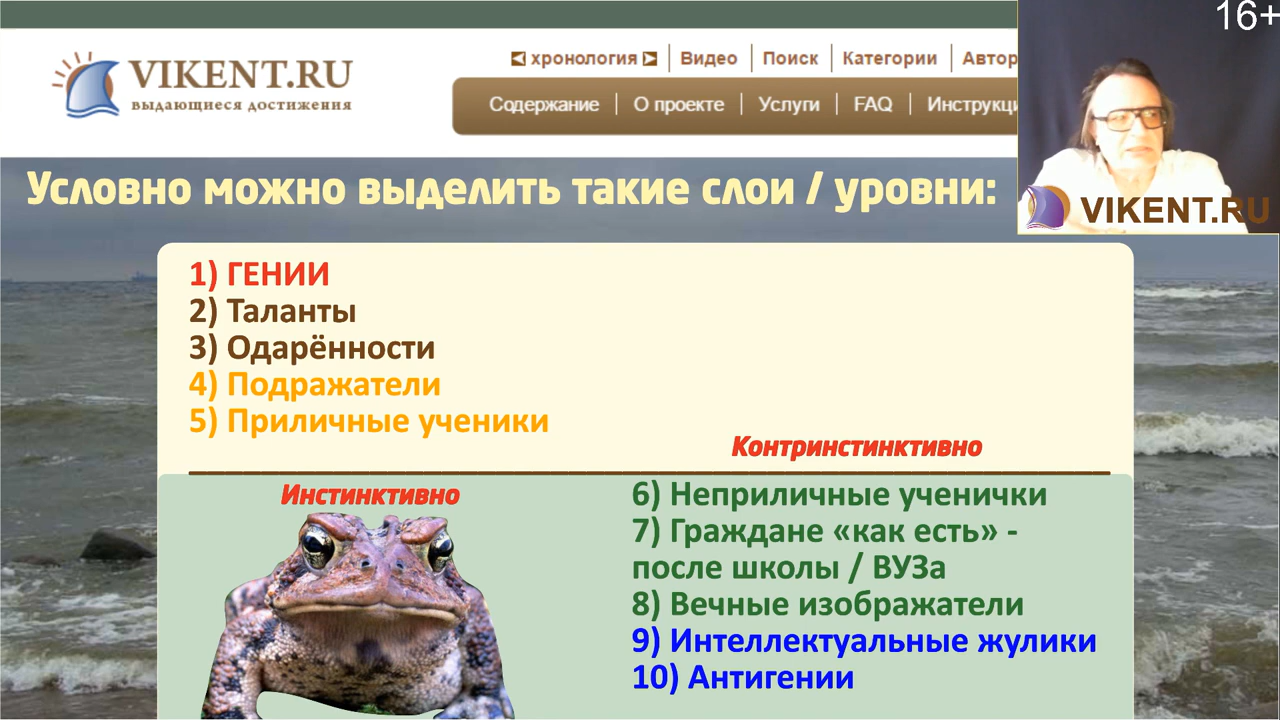 16+
VIKENT.RU
выдающиеся достижения
хронология
Видео
Поиск
Категории
Автор
Содержание
О проекте
Услуги
FAQ
Инструкци
VIKENT.RU
Условно можно выделить такие слои / уровни:
1) ГЕНИИ
2) Таланты
3) Одарённости
4) Подражатели
5) Приличные ученики
Контринстинктивно
Инстинктивно
6) Неприличные ученички
7) Граждане «как есть» -
после школы / ВУЗа
8) Вечные изображатели
9) Интеллектуальные жулики
10) Антигении